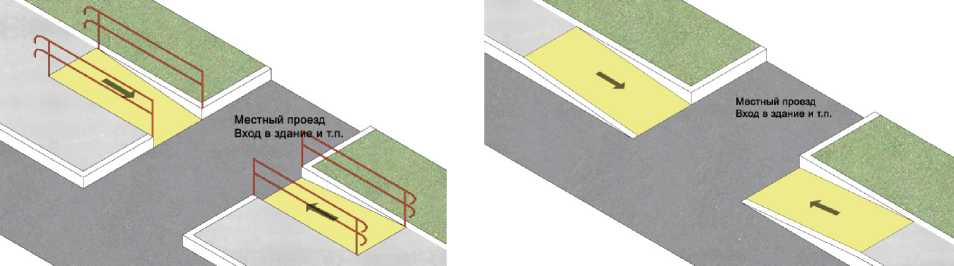 Местный проезд
Вход в здание и т.п.
Местный проезд
Вход в здание и т.п.